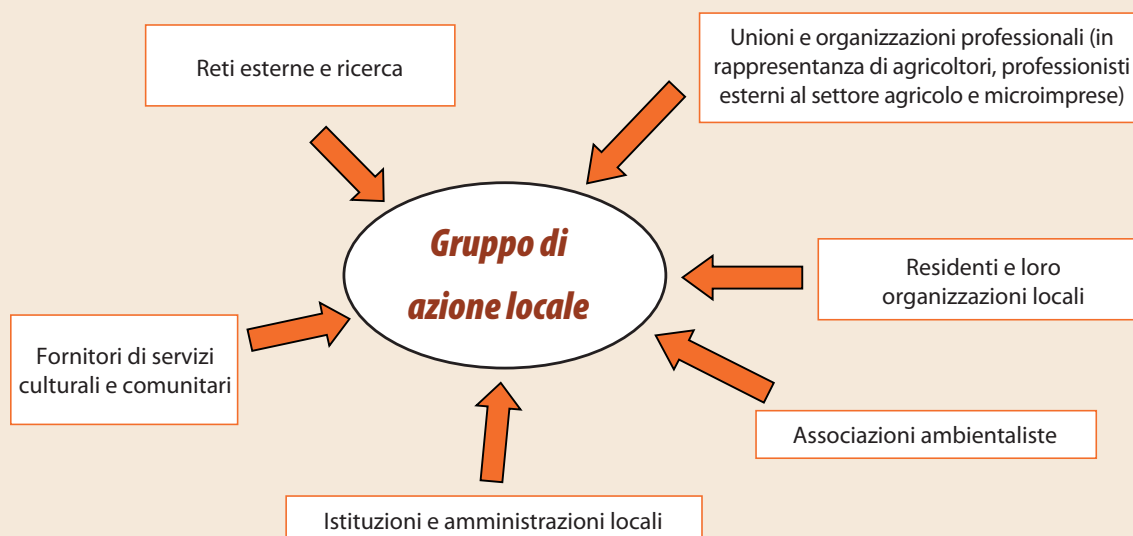 Reti esterne e ricerca
Unioni e organizzazioni professionali (in
rappresentanza di agricoltori, professionisti
esterni al settore agricolo e microimprese)
Gruppo di
azione locale
Residenti e loro
organizzazioni locali
Fornitori di servizi
culturali e comunitari
Associazioni ambientaliste
Istituzioni e amministrazioni locali